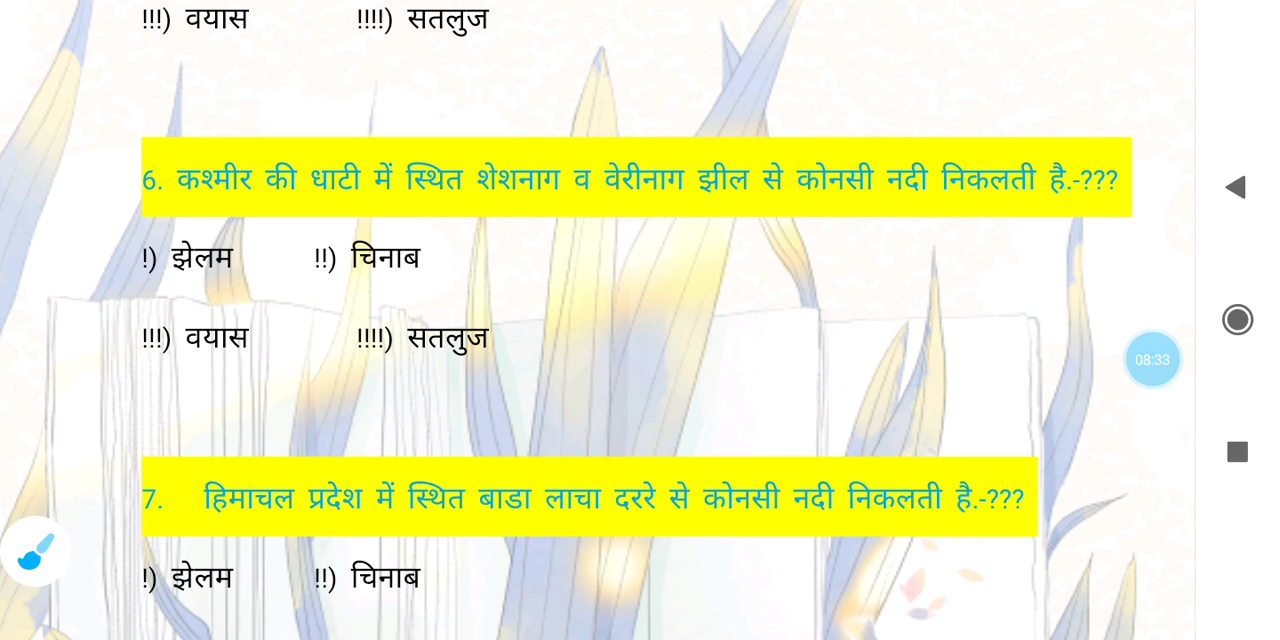 !!!) वयास !!!!) सतलुज
6. कश्मीर की धाटी में स्थित शेशनाग व वेरीनाग झील से कोनसी नदी निकलती है.-???
!) झेलम !!) चिनाब
!!!) वयास !!!!) सतलुज
08:33
7. हिमाचल प्रदेश में स्थित बाडा लाचा दररे से कोनसी नदी निकलती है.-???
!) झेलम !!) चिनाब